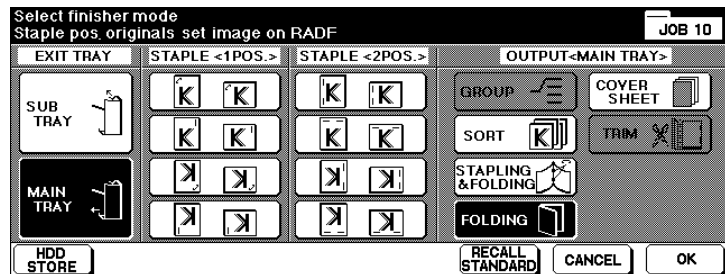 Select finisher mode
Staple pos. originals set image on RADF
JOB 10
EXIT TRAY
STAPLE <1POS.>
STAPLE <2POS.>
OUTPUT<MAIN TRAY>
SUB
TRAY
MAIN
TRAY
K K
K K
K K
K K
K K
K K
K K
K K
GROUP
COVER
SHEET
SORT
K
TRIM
STAPLING
&FOLDING
FOLDING
HDD
STORE
RECALL
STANDARD
CANCEL
OK